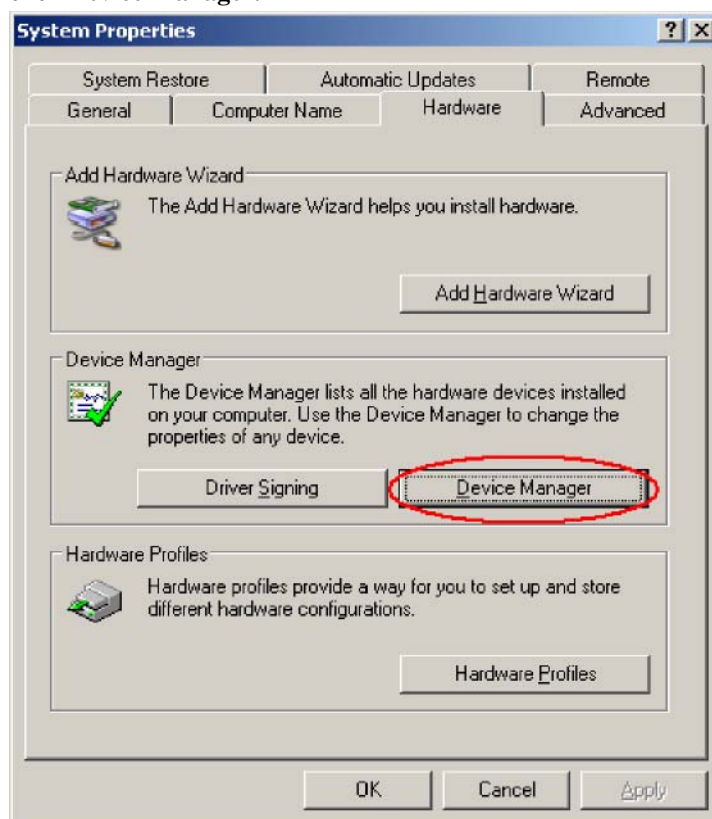 System Properties
System Restore Automatic Updates Remote
General Computer Name Hardware Advanced
Add Hardware Wizard
The Add Hardware Wizard helps you install hardware.
Add Hardware Wizard
Device Manager
The Device Manager lists all the hardware devices installed
on your computer. Use the Device Manager to change the
properties of any device.
Driver Signing Device Manager
Hardware Profiles
Hardware profiles provide a way for you to set up and store
different hardware configurations.
Hardware Profiles
OK Cancel Apply